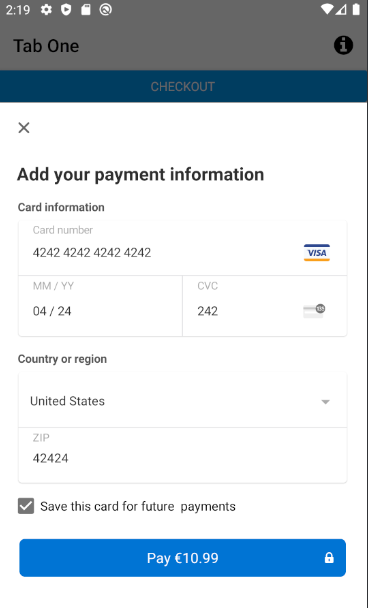 2:19
Tab One
CHECKOUT
Add your payment information
Card information
Card number
4242 4242 4242 4242
VISA
MM / YY
CVC
04 / 24
242
Country or region
United States
ZIP
42424
Save this card for future payments
Pay €10.99